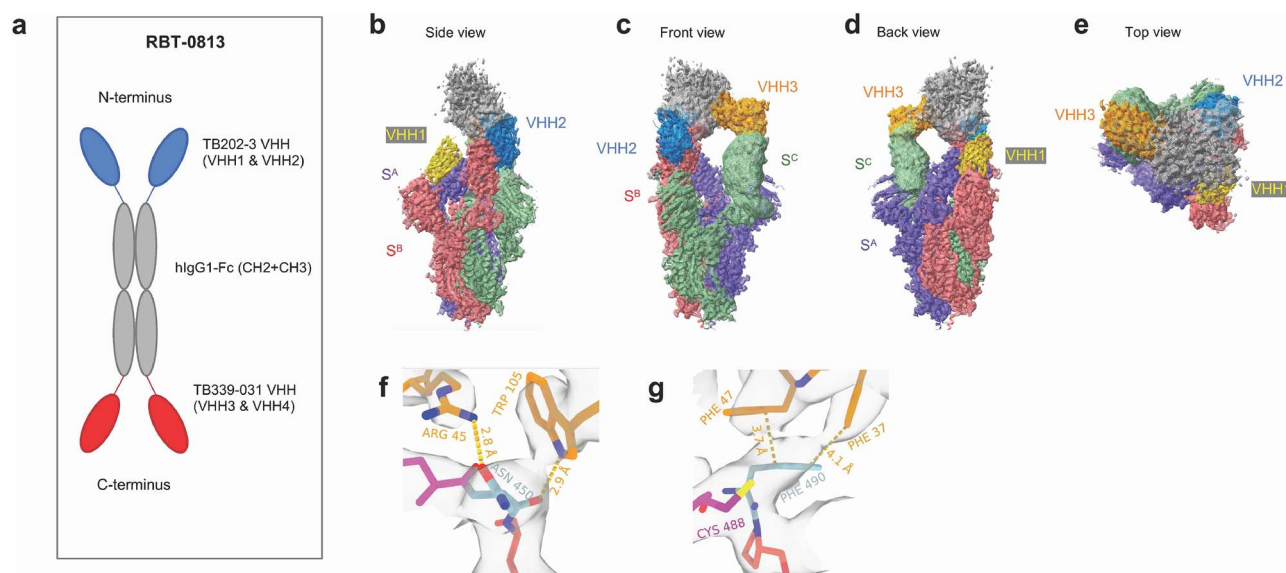 a
RBT-0813
N-terminus
TB202-3 VHH
(VHH1 & VHH2)
hIgG1-Fc (CH2+CH3)
TB339-031 VHH
(VHH3 & VHH4)
C-terminus
b
Side view
VHH1
VHH2
Sᴬ
Sᴮ
c
Front view
VHH3
VHH2
Sᶜ
Sᴮ
d
Back view
VHH3
Sᶜ
VHH1
Sᴬ
e
Top view
VHH2
VHH3
VHH1
f
ARG 45
TRP 105
2.8 Å
ASN 450
2.9 Å
g
PHE 47
PHE 37
3.7Å
4.1 Å
PHE 490
CYS 488